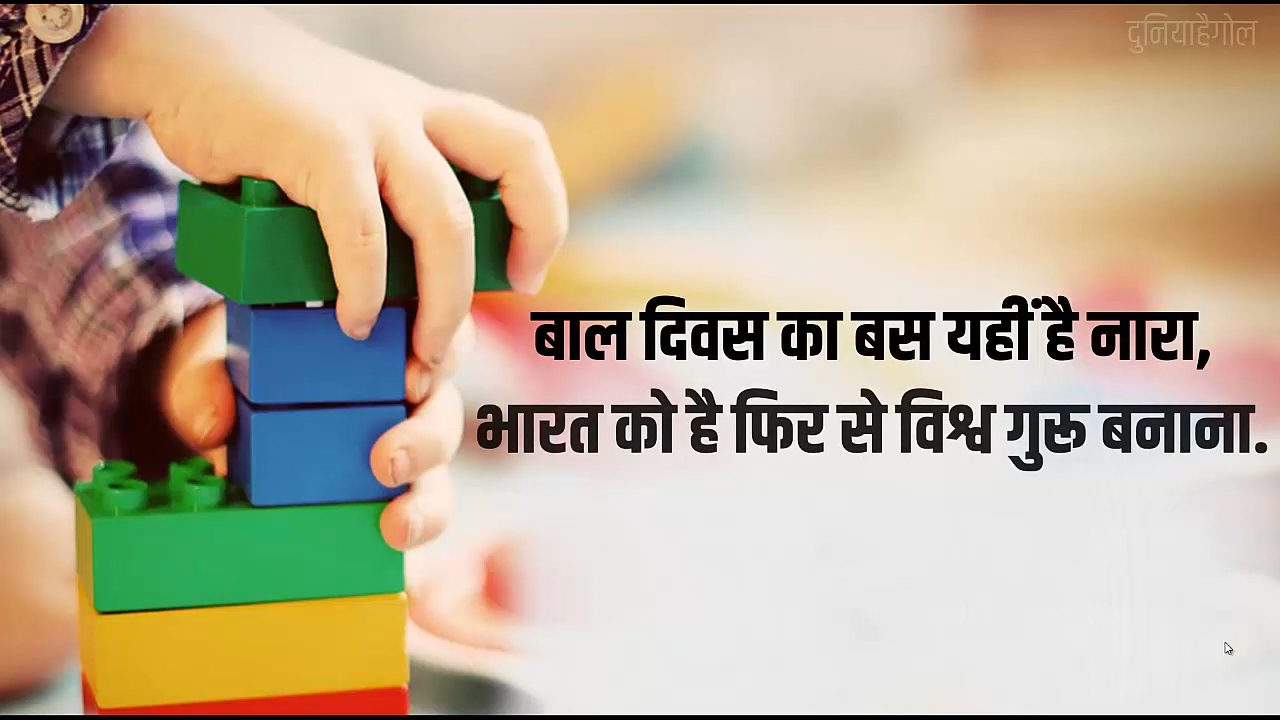 दुनियाहैगोल
बाल दिवस का बस यहीं है नारा,
भारत को है फिर से विश्व गुरू बनाना.